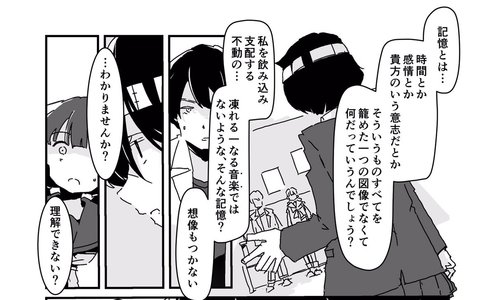 記憶とは…
時間とか
感情とか
貴方のいう意志だとか
そういうものすべてを
籠めた一つの図像でなくて
何だっていうんでしょう?
私を飲み込み
支配する
不動の…
凍れる一なる音楽では
ないような、そんな記憶?
想像もつかない
…わかりませんか?
理解できない?